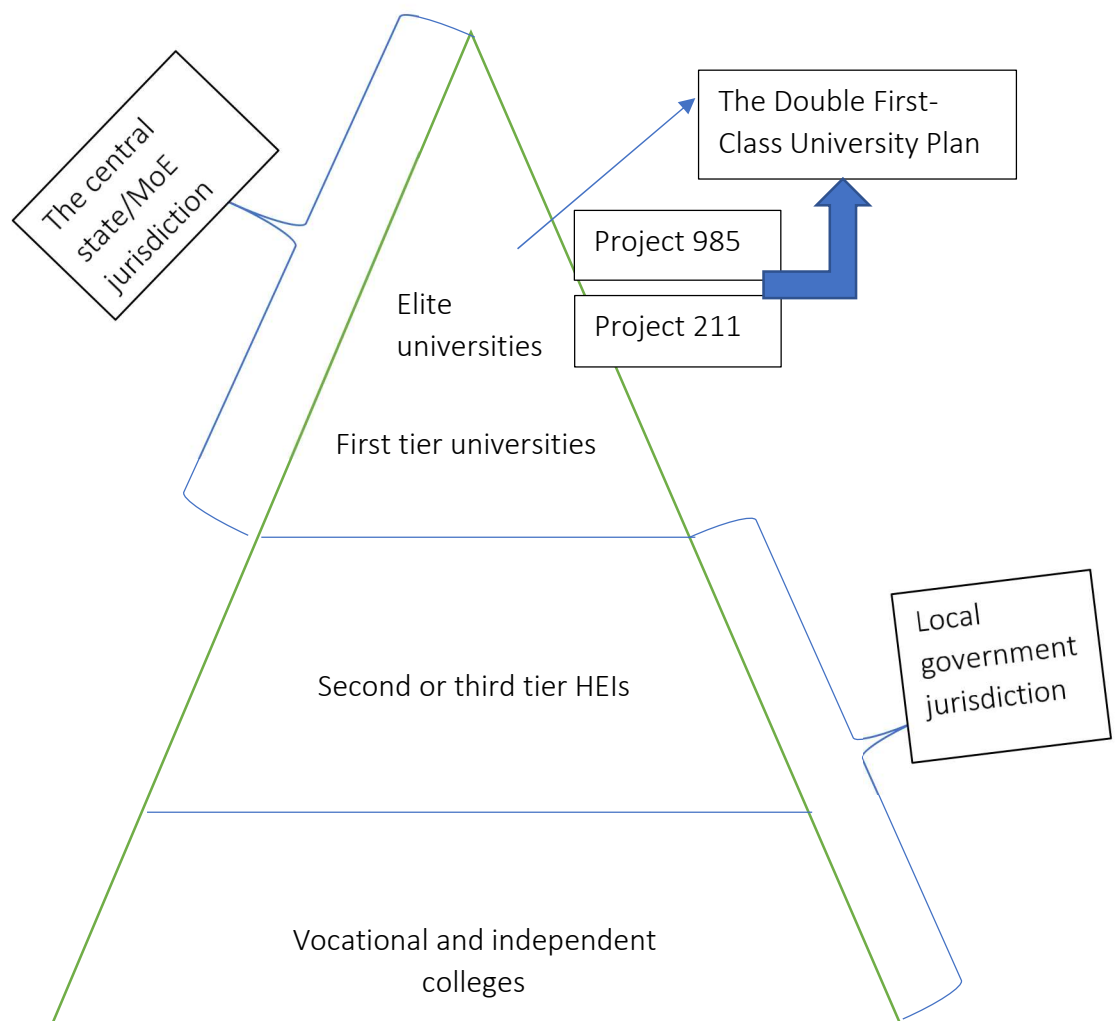 The central
state/MoE
jurisdiction
The Double First-
Class University Plan
Project 985
Project 211
Elite
universities
First tier universities
Local
government
jurisdiction
Second or third tier HEIs
Vocational and independent
colleges